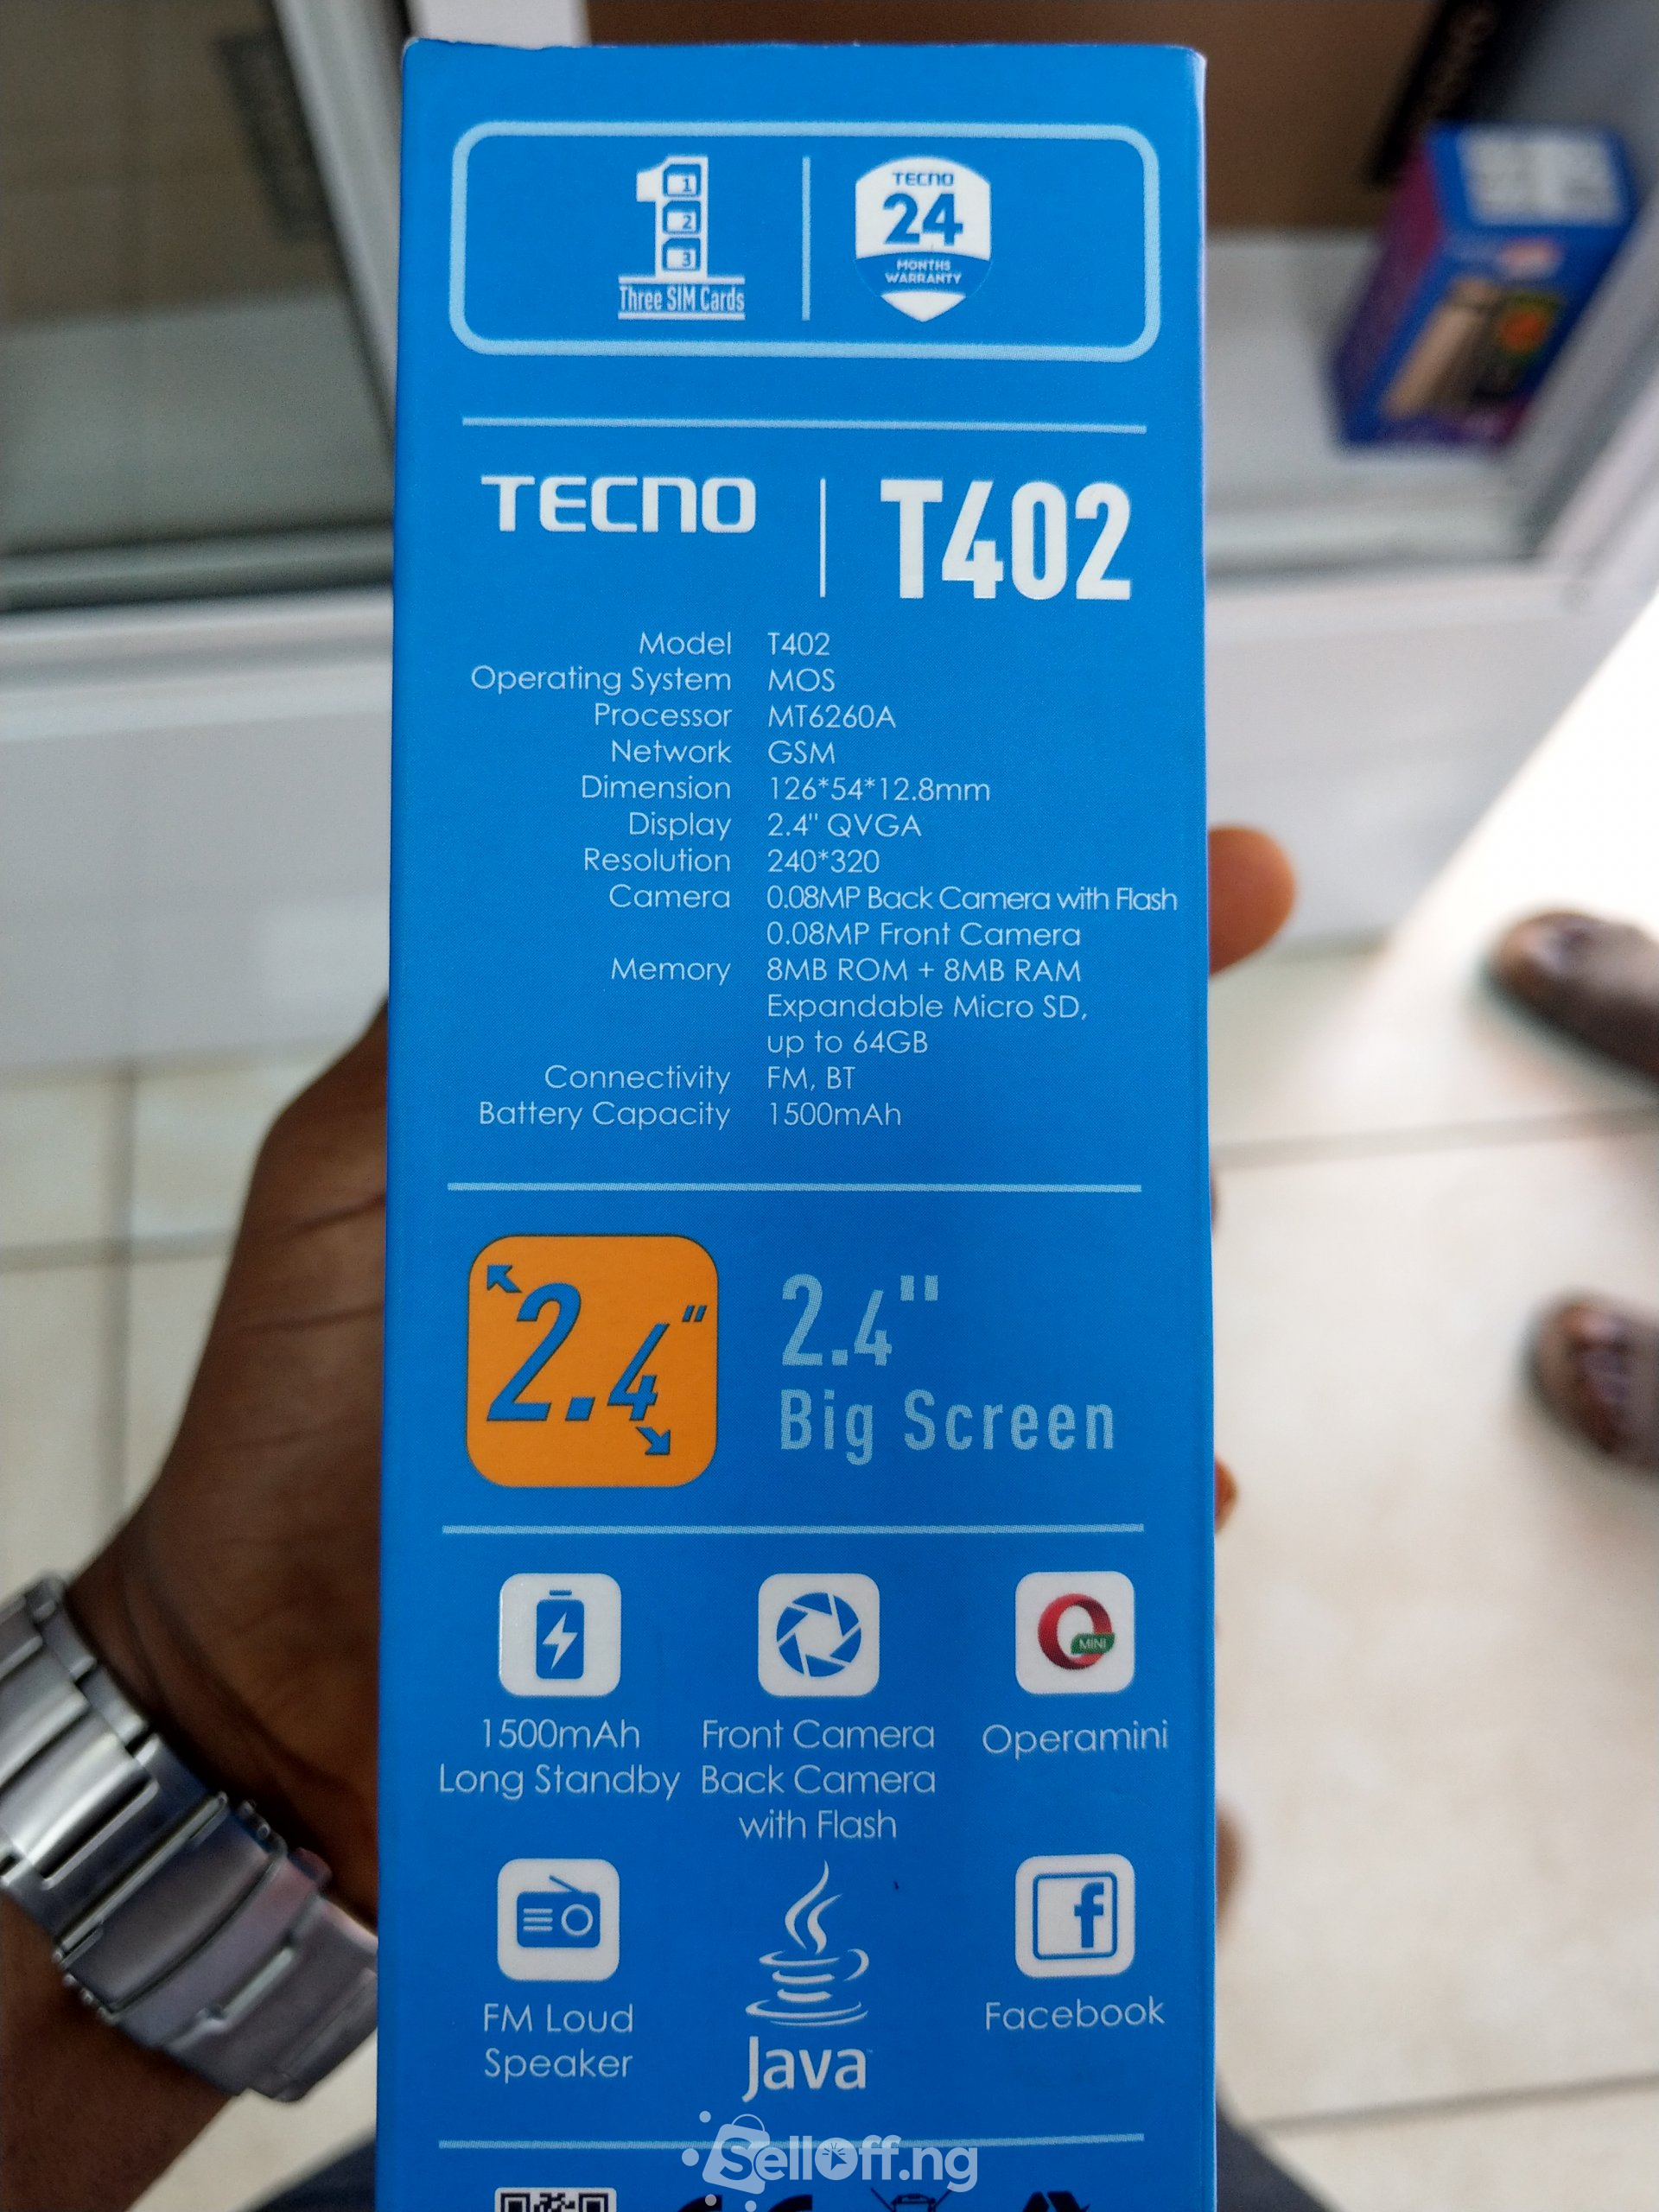 1
2
3
Three SIM Cards
TECNO
24
MONTHS
WARRANTY
TECNO T402
Model T402
Operating System MOS
Processor MT6260A
Network GSM
Dimension 126*54*12.8mm
Display 2.4" QVGA
Resolution 240*320
Camera 0.08MP Back Camera with Flash
0.08MP Front Camera
Memory 8MB ROM + 8MB RAM
Expandable Micro SD,
up to 64GB
Connectivity FM, BT
Battery Capacity 1500mAh
2.4"
2.4"
Big Screen
MINI
1500mAh
Long Standby
Front Camera
Back Camera
with Flash
Operamini
FM Loud
Speaker
Java
Facebook
SellOff.ng